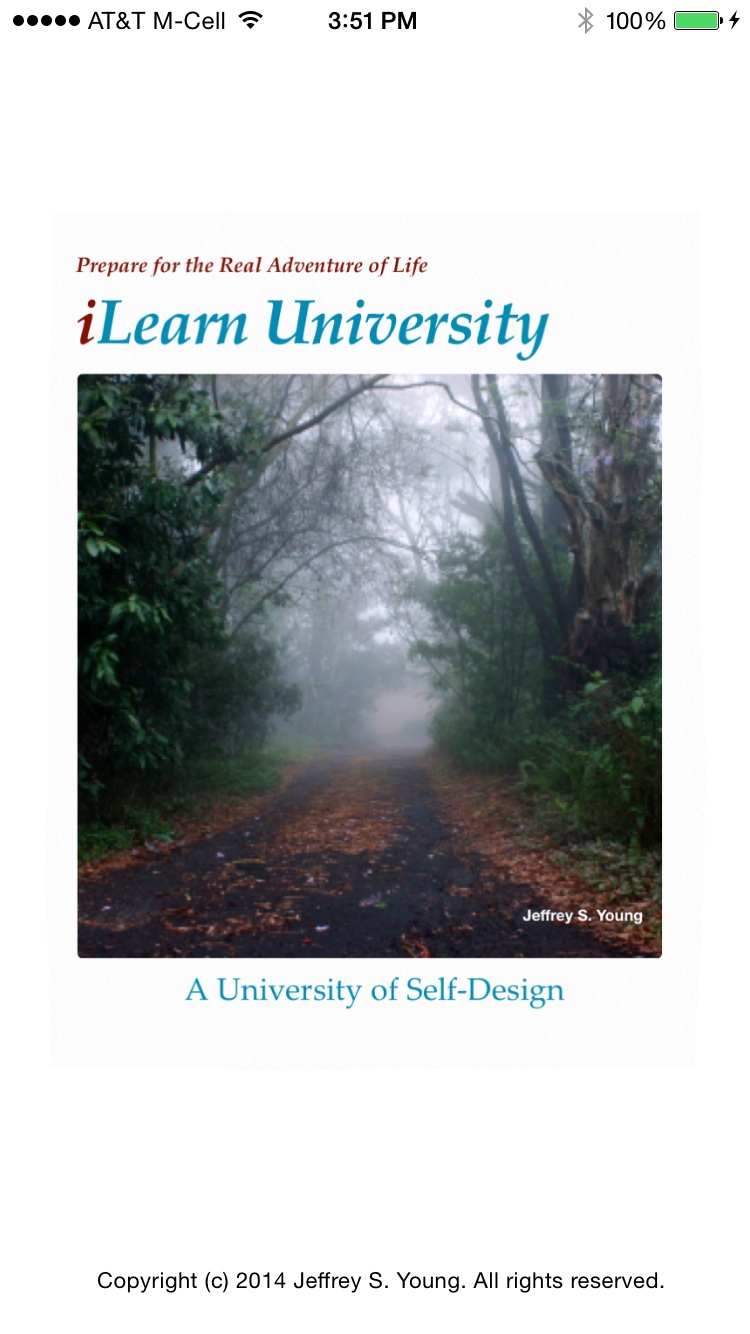 AT&T M-Cell 3:51 PM 100%
Prepare for the Real Adventure of Life
iLearn University
Jeffrey S. Young
A University of Self-Design
Copyright (c) 2014 Jeffrey S. Young. All rights reserved.